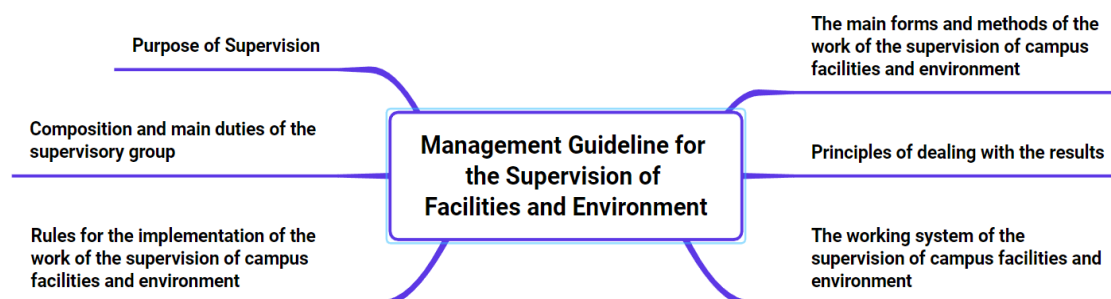 Purpose of Supervision
Composition and main duties of the
supervisory group
Rules for the implementation of the
work of the supervision of campus
facilities and environment
Management Guideline for
the Supervision of
Facilities and Environment
The main forms and methods of the
work of the supervision of campus
facilities and environment
Principles of dealing with the results
The working system of the
supervision of campus facilities and
environment